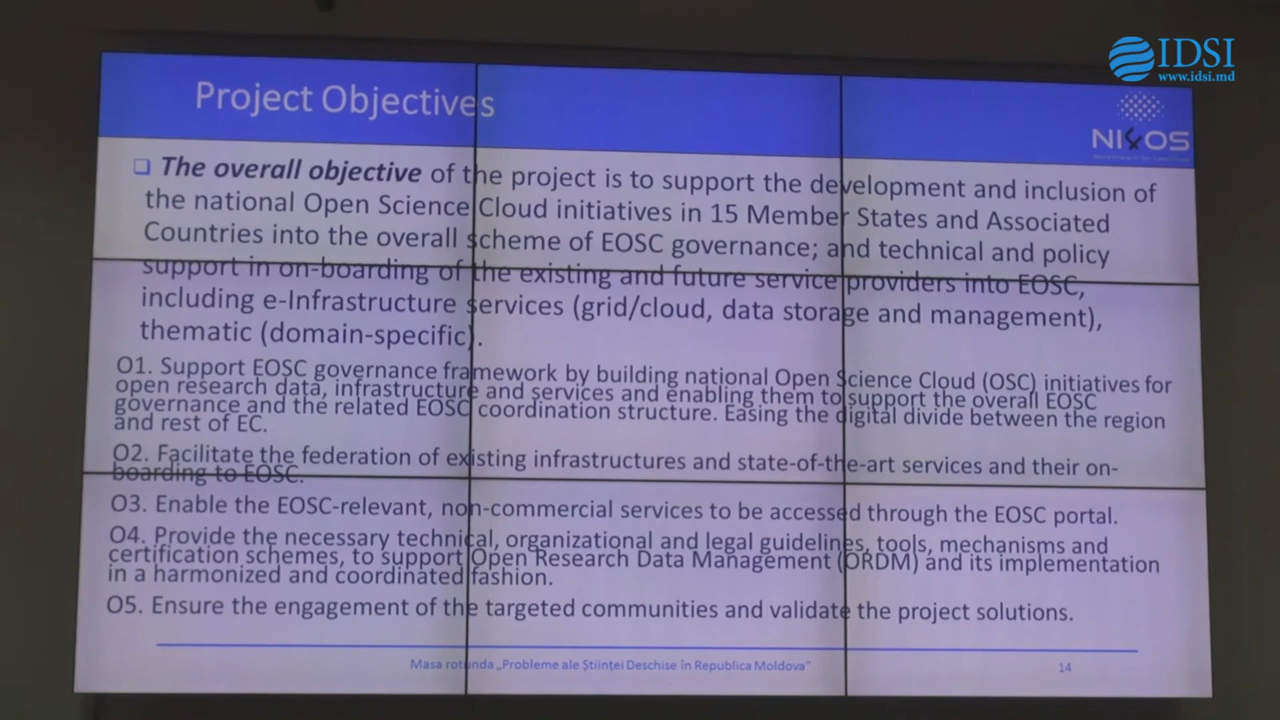 IDSI
www.idsi.md
Project Objectives
NI4OS
The overall objective of the project is to support the development and inclusion of
the national Open Science Cloud initiatives in 15 Member States and Associated
Countries into the overall scheme of EOSC governance; and technical and policy
support in on-boarding of the existing and future service providers into EOSC,
including e-Infrastructure services (grid/cloud, data storage and management),
thematic (domain-specific).
O1. Support EOSC governance framework by building national Open Science Cloud (OSC) initiatives for
open research data, infrastructure and services and enabling them to support the overall EOSC
governance and the related EOSC coordination structure. Easing the digital divide between the region
and rest of EC.
O2. Facilitate the federation of existing infrastructures and state-of-the-art services and their on-
boarding to EOSC.
O3. Enable the EOSC-relevant, non-commercial services to be accessed through the EOSC portal.
O4. Provide the necessary technical, organizational and legal guidelines, tools, mechanisms and
certification schemes, to support Open Research Data Management (ORDM) and its implementation
in a harmonized and coordinated fashion.
O5. Ensure the engagement of the targeted communities and validate the project solutions.
Masa rotunda „Probleme ale Științei Deschise în Republica Moldova"
14